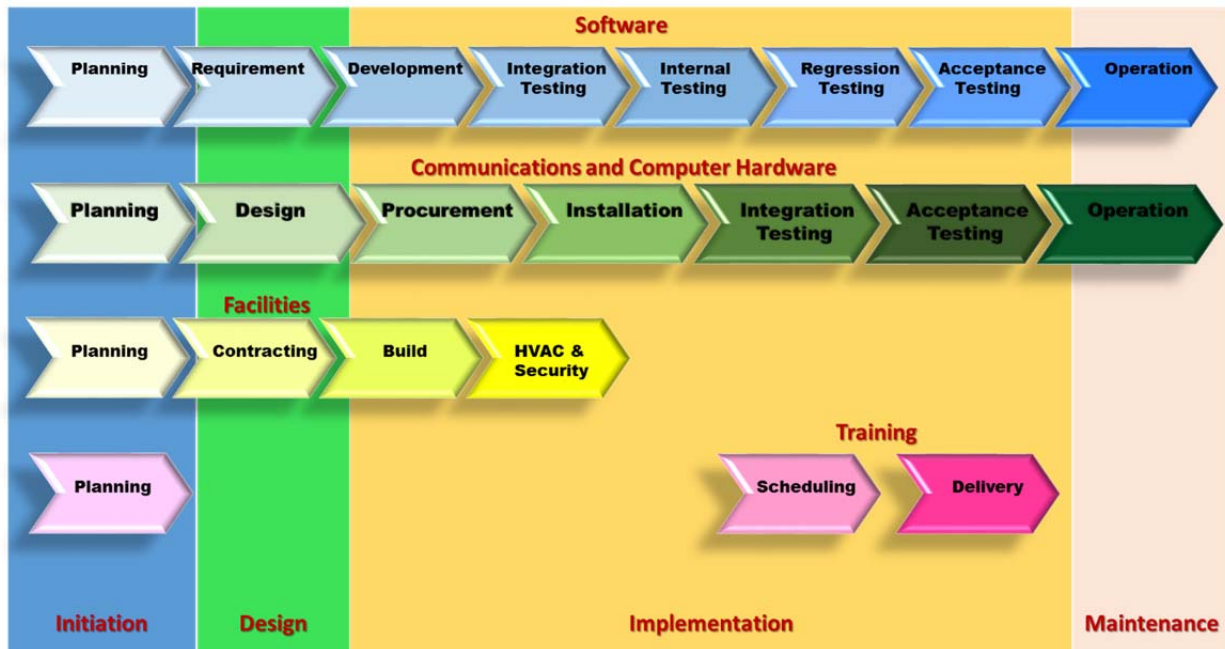 Software
Planning
Requirement
Development
Integration
Testing
Internal
Testing
Regression
Testing
Acceptance
Testing
Operation
Communications and Computer Hardware
Planning
Design
Procurement
Installation
Integration
Testing
Acceptance
Testing
Operation
Facilities
Planning
Contracting
Build
HVAC &
Security
Training
Planning
Scheduling
Delivery
Initiation
Design
Implementation
Maintenance